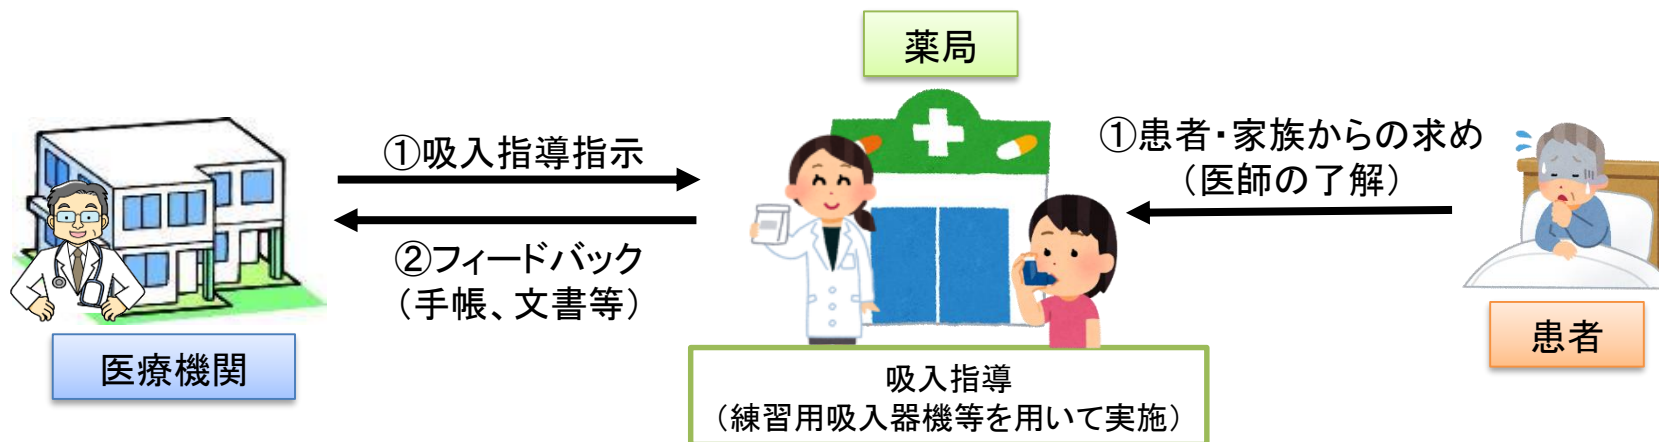 薬局
①吸入指導指示
②フィードバック
（手帳、文書等）
医療機関
①患者・家族からの求め
（医師の了解）
患者
吸入指導
（練習用吸入器機等を用いて実施）